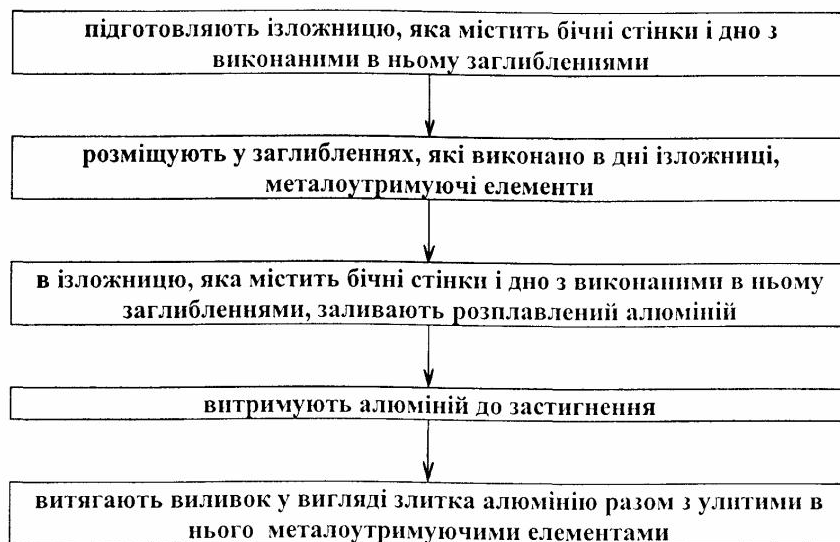 підготовляють ізложницю, яка містить бічні стінки і дно з
виконаними в ньому заглибленнями
розміщують у заглибленнях, які виконано в дні ізложниці,
металоутримуючі елементи
в ізложницю, яка містить бічні стінки і дно з виконаними в ньому
заглибленнями, заливають розплавлений алюміній
витримують алюміній до застигнення
витягають виливок у вигляді злитка алюмінію разом з улитими в
нього металоутримуючими елементами